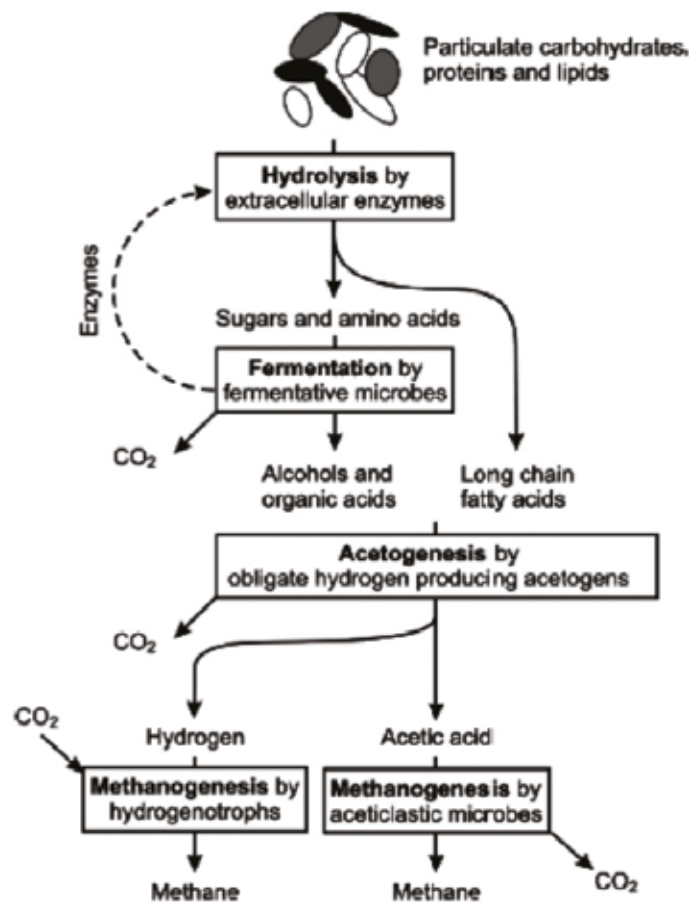 Particulate carbohydrates,
proteins and lipids
Hydrolysis by
extracellular enzymes
Enzymes
Sugars and amino acids
Fermentation by
fermentative microbes
CO₂
Alcohols and
organic acids
Long chain
fatty acids
Acetogenesis by
obligate hydrogen producing acetogens
CO₂
CO₂
Hydrogen
Acetic acid
Methanogenesis by
hydrogenotrophs
Methanogenesis by
aceticlastic microbes
CO₂
Methane
Methane